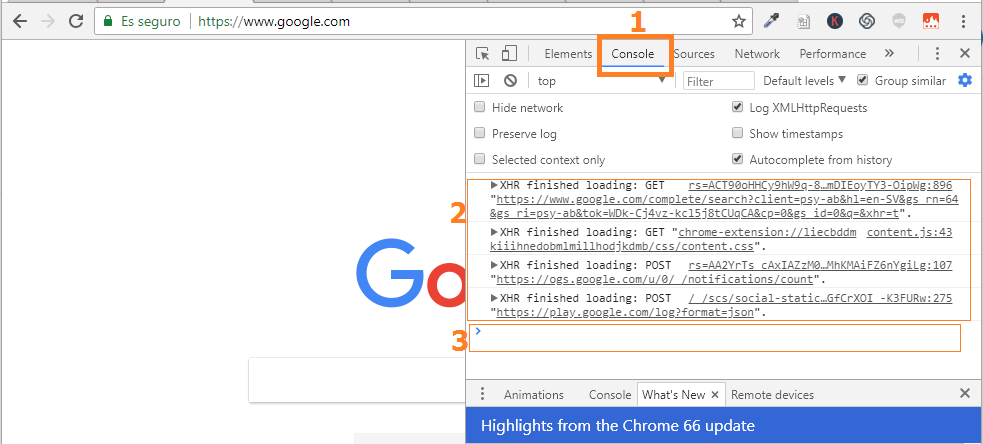 Es seguro https://www.google.com
1
Elements Console Sources Network Performance »
top Filter Default levels ▼ Group similar
Hide network Log XMLHttpRequests
Preserve log Show timestamps
Selected context only Autocomplete from history
2
▶XHR finished loading: GET rs=ACT90oHHCy9hW9q-8…mDIEoyTY3-OipWg:896
"https://www.google.com/complete/search?client=psy-ab&hl=en-SV&gs_rn=64
&gs_ri=psy-ab&tok=WDk-Cj4vz-kcl5j8tCUqCA&cp=0&gs_id=0&q=&xhr=t".
▶XHR finished loading: GET "chrome-extension://liecbddm content.js:43
kiiihnedobmlmillhodjkdmb/css/content.css".
▶XHR finished loading: POST rs=AA2YrTs_cAxIAZzM0…MhKMAiFZ6nYgiLg:107
"https://ogs.google.com/u/0/_/notifications/count".
▶XHR finished loading: POST /_/scs/social-static…GfCrXOI_-K3FURw:275
"https://play.google.com/log?format=json".
Goo
3
>
Animations Console What's New × Remote devices
Highlights from the Chrome 66 update